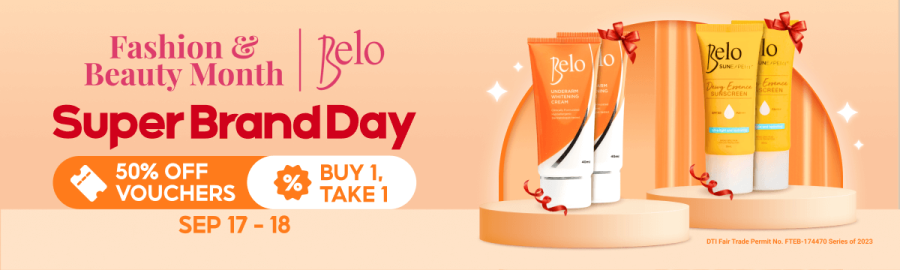 Fashion &
Beauty Month
Belo
Super Brand Day
50% OFF
VOUCHERS
BUY 1,
TAKE 1
SEP 17 - 18
Belo
UNDERARM
WHITENING
CREAM
Belo
SUNEXPERT
Dewy Essence
SUNSCREEN
DTI Fair Trade Permit No. FTEB-174470 Series of 2023